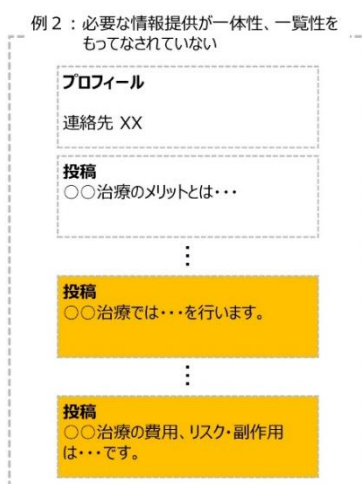 例２：必要な情報提供が一体性、一覧性を
もってなされていない
プロフィール
連絡先 XX
投稿
○○治療のメリットとは・・・
⋮
投稿
○○治療では・・・を行います。
⋮
投稿
○○治療の費用、リスク・副作用
は・・・です。